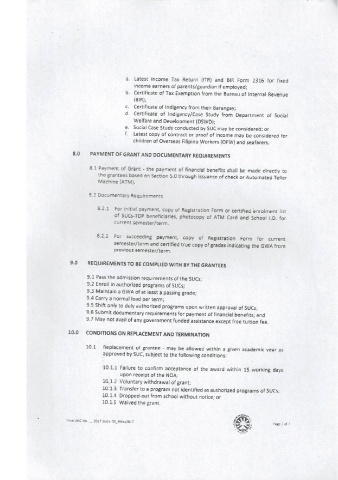 a. Latest Income Tax Return (ITR) and BIR Form 2316 for fixed
income earners of parents/guardian if employed;
b. Certificate of Tax Exemption from the Bureau of Internal Revenue
(BIR),
c. Certificate of Indigency from their Barangay;
d. Certificate of Indigency/Case Study from Department of Social
Welfare and Development (DSWD);
e. Social Case Study conducted by SUC may be considered; or
f. Latest copy of contract or proof of income may be considered for
children of Overseas Filipino Workers (OFW) and seafarers.
8.0 PAYMENT OF GRANT AND DOCUMENTARY REQUIREMENTS
8.1 Payment of Grant - the payment of financial benefits shall be made directly to
the grantees based on Section 5.0 through issuance of check or Automated Teller
Machine (ATM).
8.2 Documentary Requirements
8.2.1 For initial payment, copy of Registration Form or certified enrolment list
of SUCs-TDP beneficiaries, photocopy of ATM Card and School I.D. for
current semester/term.
8.2.2 For succeeding payment, copy of Registration Form for current
semester/term and certified true copy of grades indicating the GWA from
previous semester/term.
9.0 REQUIREMENTS TO BE COMPLIED WITH BY THE GRANTEES
9.1 Pass the admission requirements of the SUCs;
9.2 Enroll in authorized programs of SUCs;
9.3 Maintain a GWA of at least a passing grade;
9.4 Carry a normal load per term;
9.5 Shift only to duly authorized programs upon written approval of SUCs.
9.6 Submit documentary requirements for payment of financial benefits; and
9.7 May not avail of any government funded assistance except free tuition fee.
10.0 CONDITIONS ON REPLACEMENT AND TERMINATION
10.1 Replacement of grantee - may be allowed within a given academic year as
approved by SUC, subject to the following conditions:
10.1.1 Failure to confirm acceptance of the award within 15 working days
upon receipt of the NOA;
10.1.2 Voluntary withdrawal of grant;
10.1.3 Transfer to a program not identified as authorized programs of SUCs,
10.1.4 Dropped-out from school without notice; or
10.1.5 Waived the grant.
Page